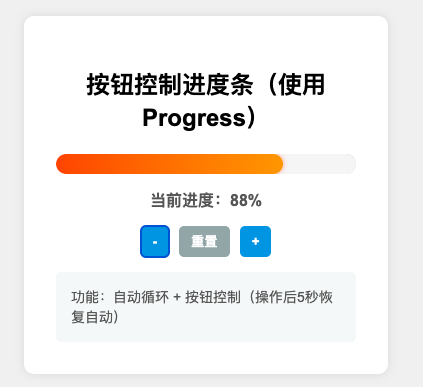 按钮控制进度条（使用
Progress）
当前进度：88%
-
重置
+
功能：自动循环 + 按钮控制（操作后5秒恢
复自动）